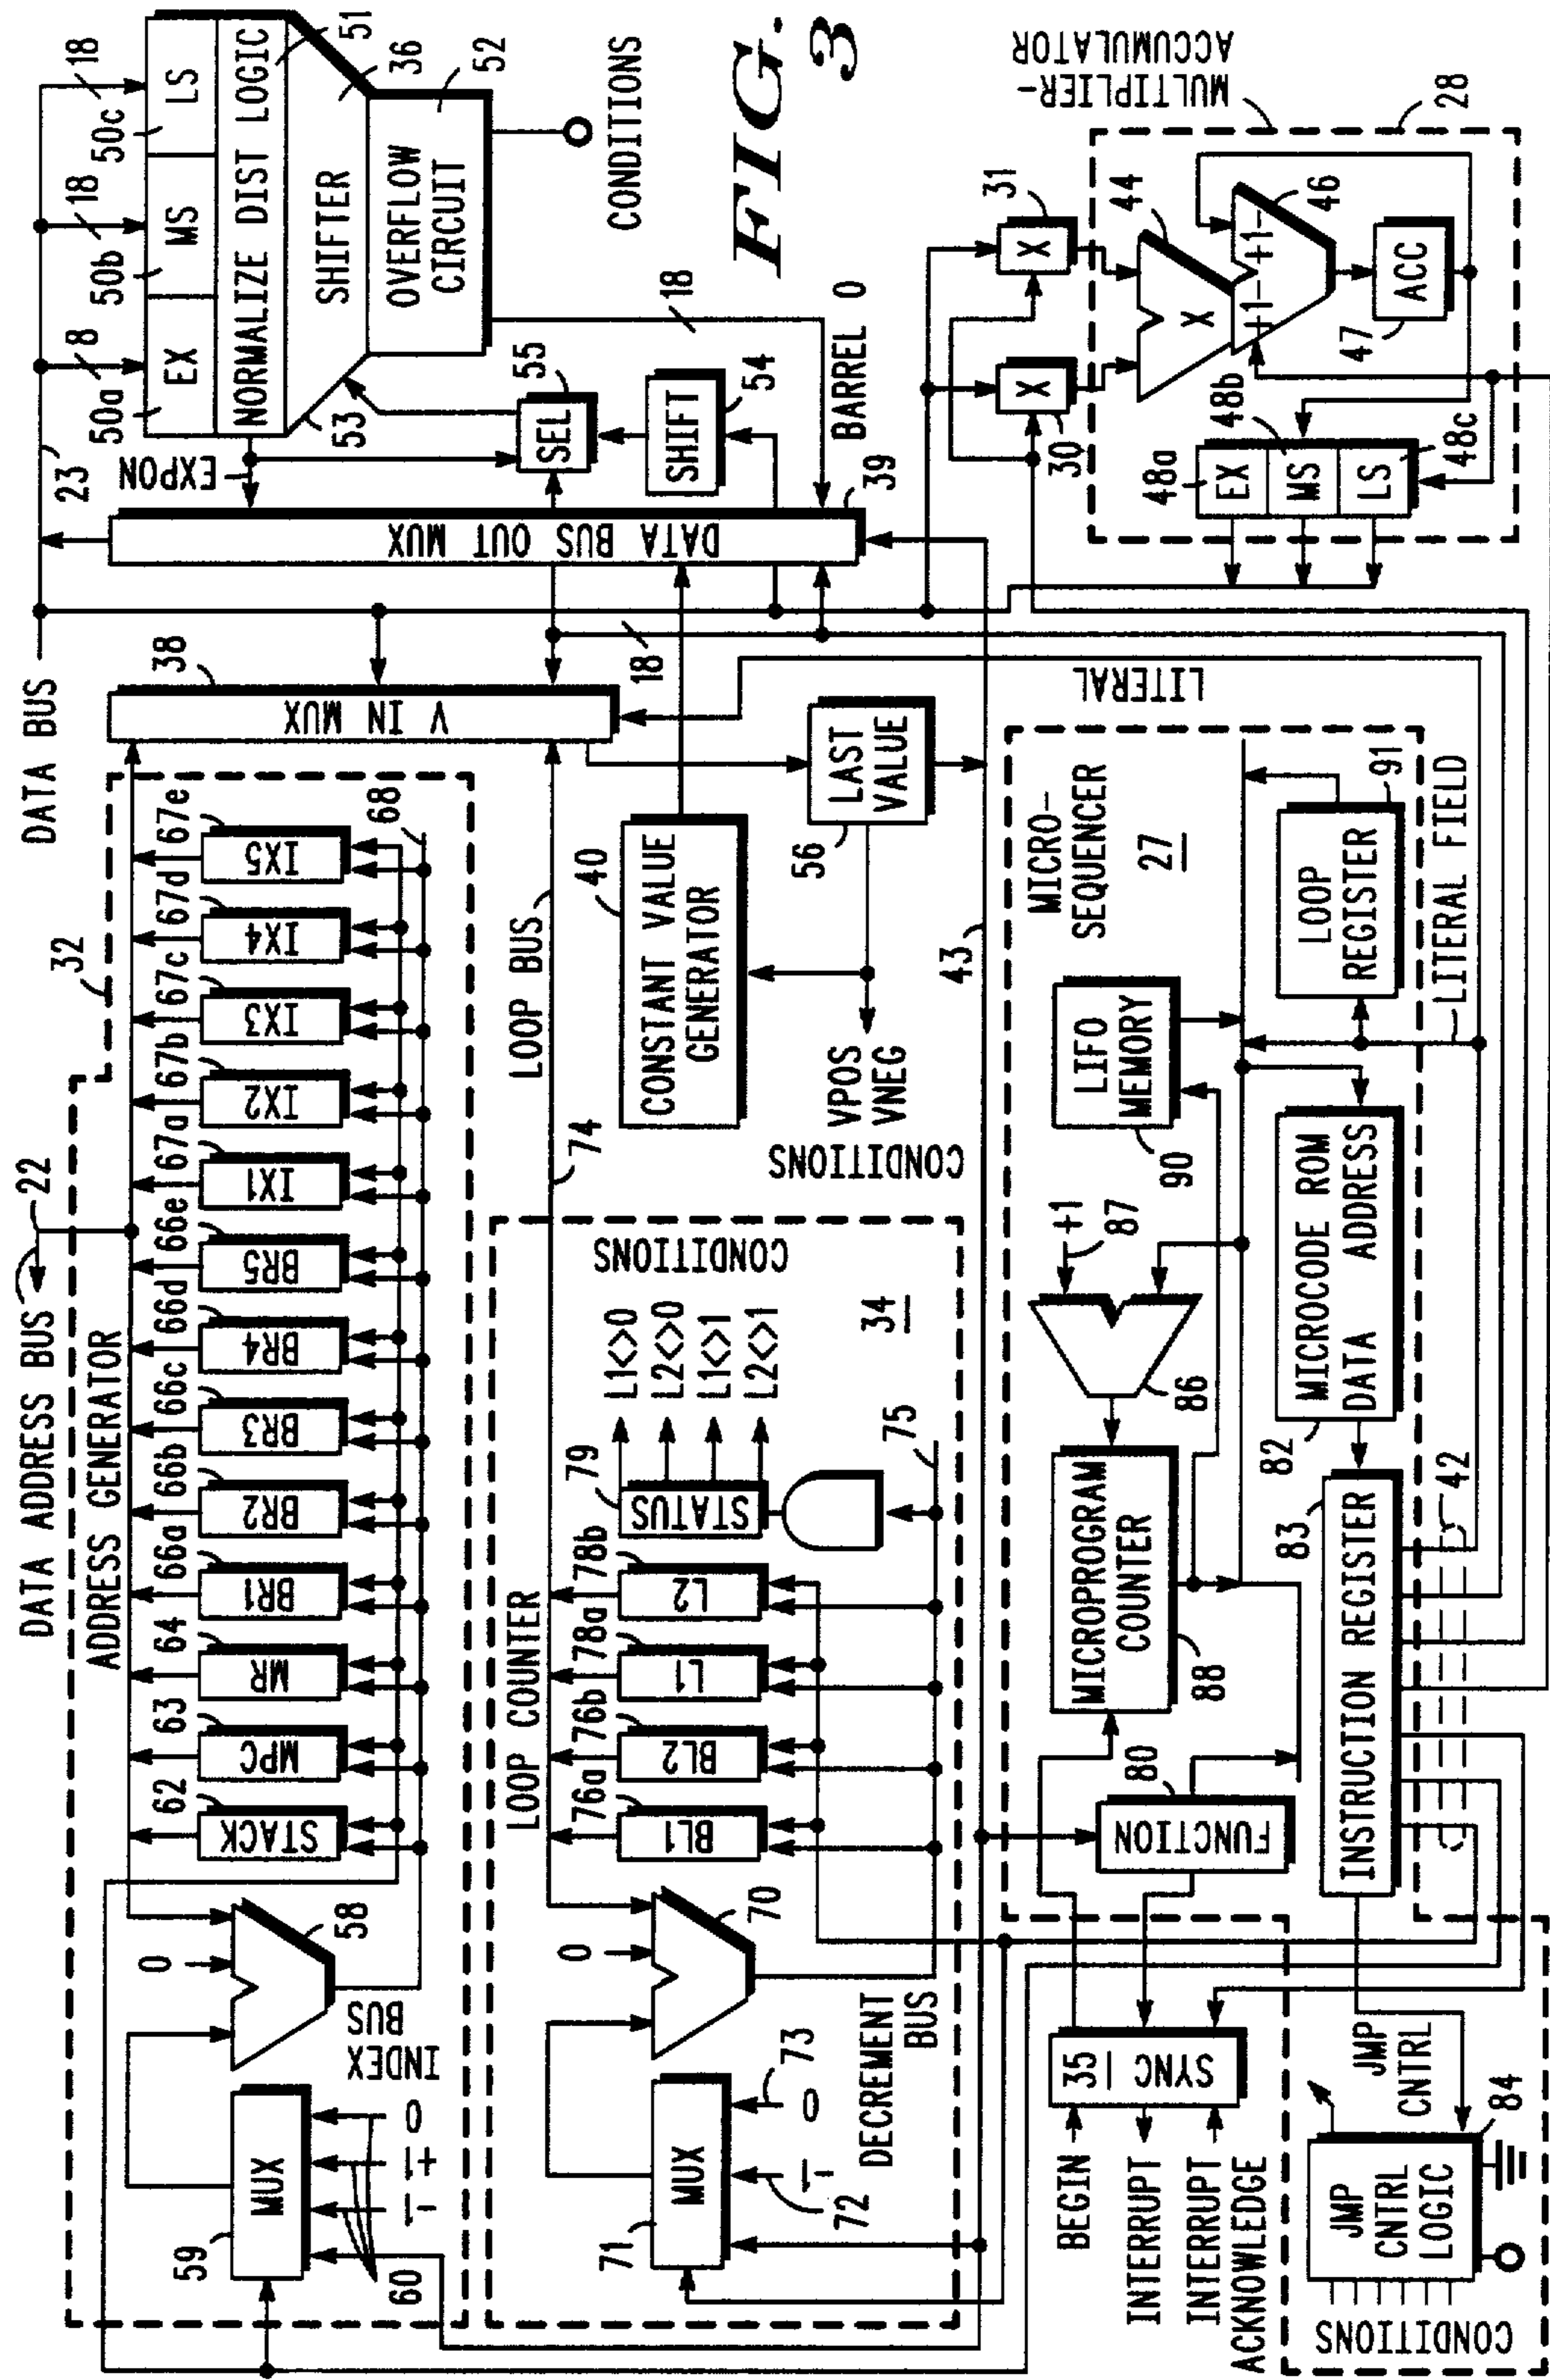 DATA ADDRESS BUS
22
DATA BUS
23
ADDRESS GENERATOR
32
STACK
62
MPC
63
MR
64
BR1
66a
BR2
66b
BR3
66c
BR4
66d
BR5
66e
IX1
67a
IX2
67b
IX3
67c
IX4
67d
IX5
67e
68
0
58
INDEX
BUS
MUX
59
60
-1
+1
0
V IN MUX
38
DATA BUS OUT MUX
39
EXPON
50a
8
EX
50b
18
MS
50c
18
LS
NORMALIZE DIST LOGIC
51
SHIFTER
36
53
OVERFLOW
CIRCUIT
52
CONDITIONS
SEL
55
SHIFT
54
18
BARREL 0
FIG.
3
LOOP COUNTER
LOOP BUS
74
76a
BL1
76b
BL2
78a
L1
78b
L2
79
STATUS
L1<>0
L2<>0
L1<>1
L2<>1
CONDITIONS
34
75
0
70
DECREMENT
BUS
MUX
71
72
-1
73
0
40
CONSTANT VALUE
GENERATOR
18
LAST
VALUE
56
VPOS
VNEG
CONDITIONS
43
LITERAL
X
30
X
31
MULTIPLIER-
ACCUMULATOR
28
X
44
+1-
+1-
46
ACC
47
48a
EX
48b
MS
48c
LS
MICRO-
SEQUENCER
27
LIFO
MEMORY
90
+1
87
86
MICROPROGRAM
COUNTER
88
FUNCTION
80
LOOP
REGISTER
91
LITERAL FIELD
MICROCODE ROM
DATA ADDRESS
82
INSTRUCTION REGISTER
83
42
BEGIN
INTERRUPT
INTERRUPT
ACKNOWLEDGE
35
SYNC
JMP
CNTRL
JMP
CNTRL
LOGIC
84
CONDITIONS